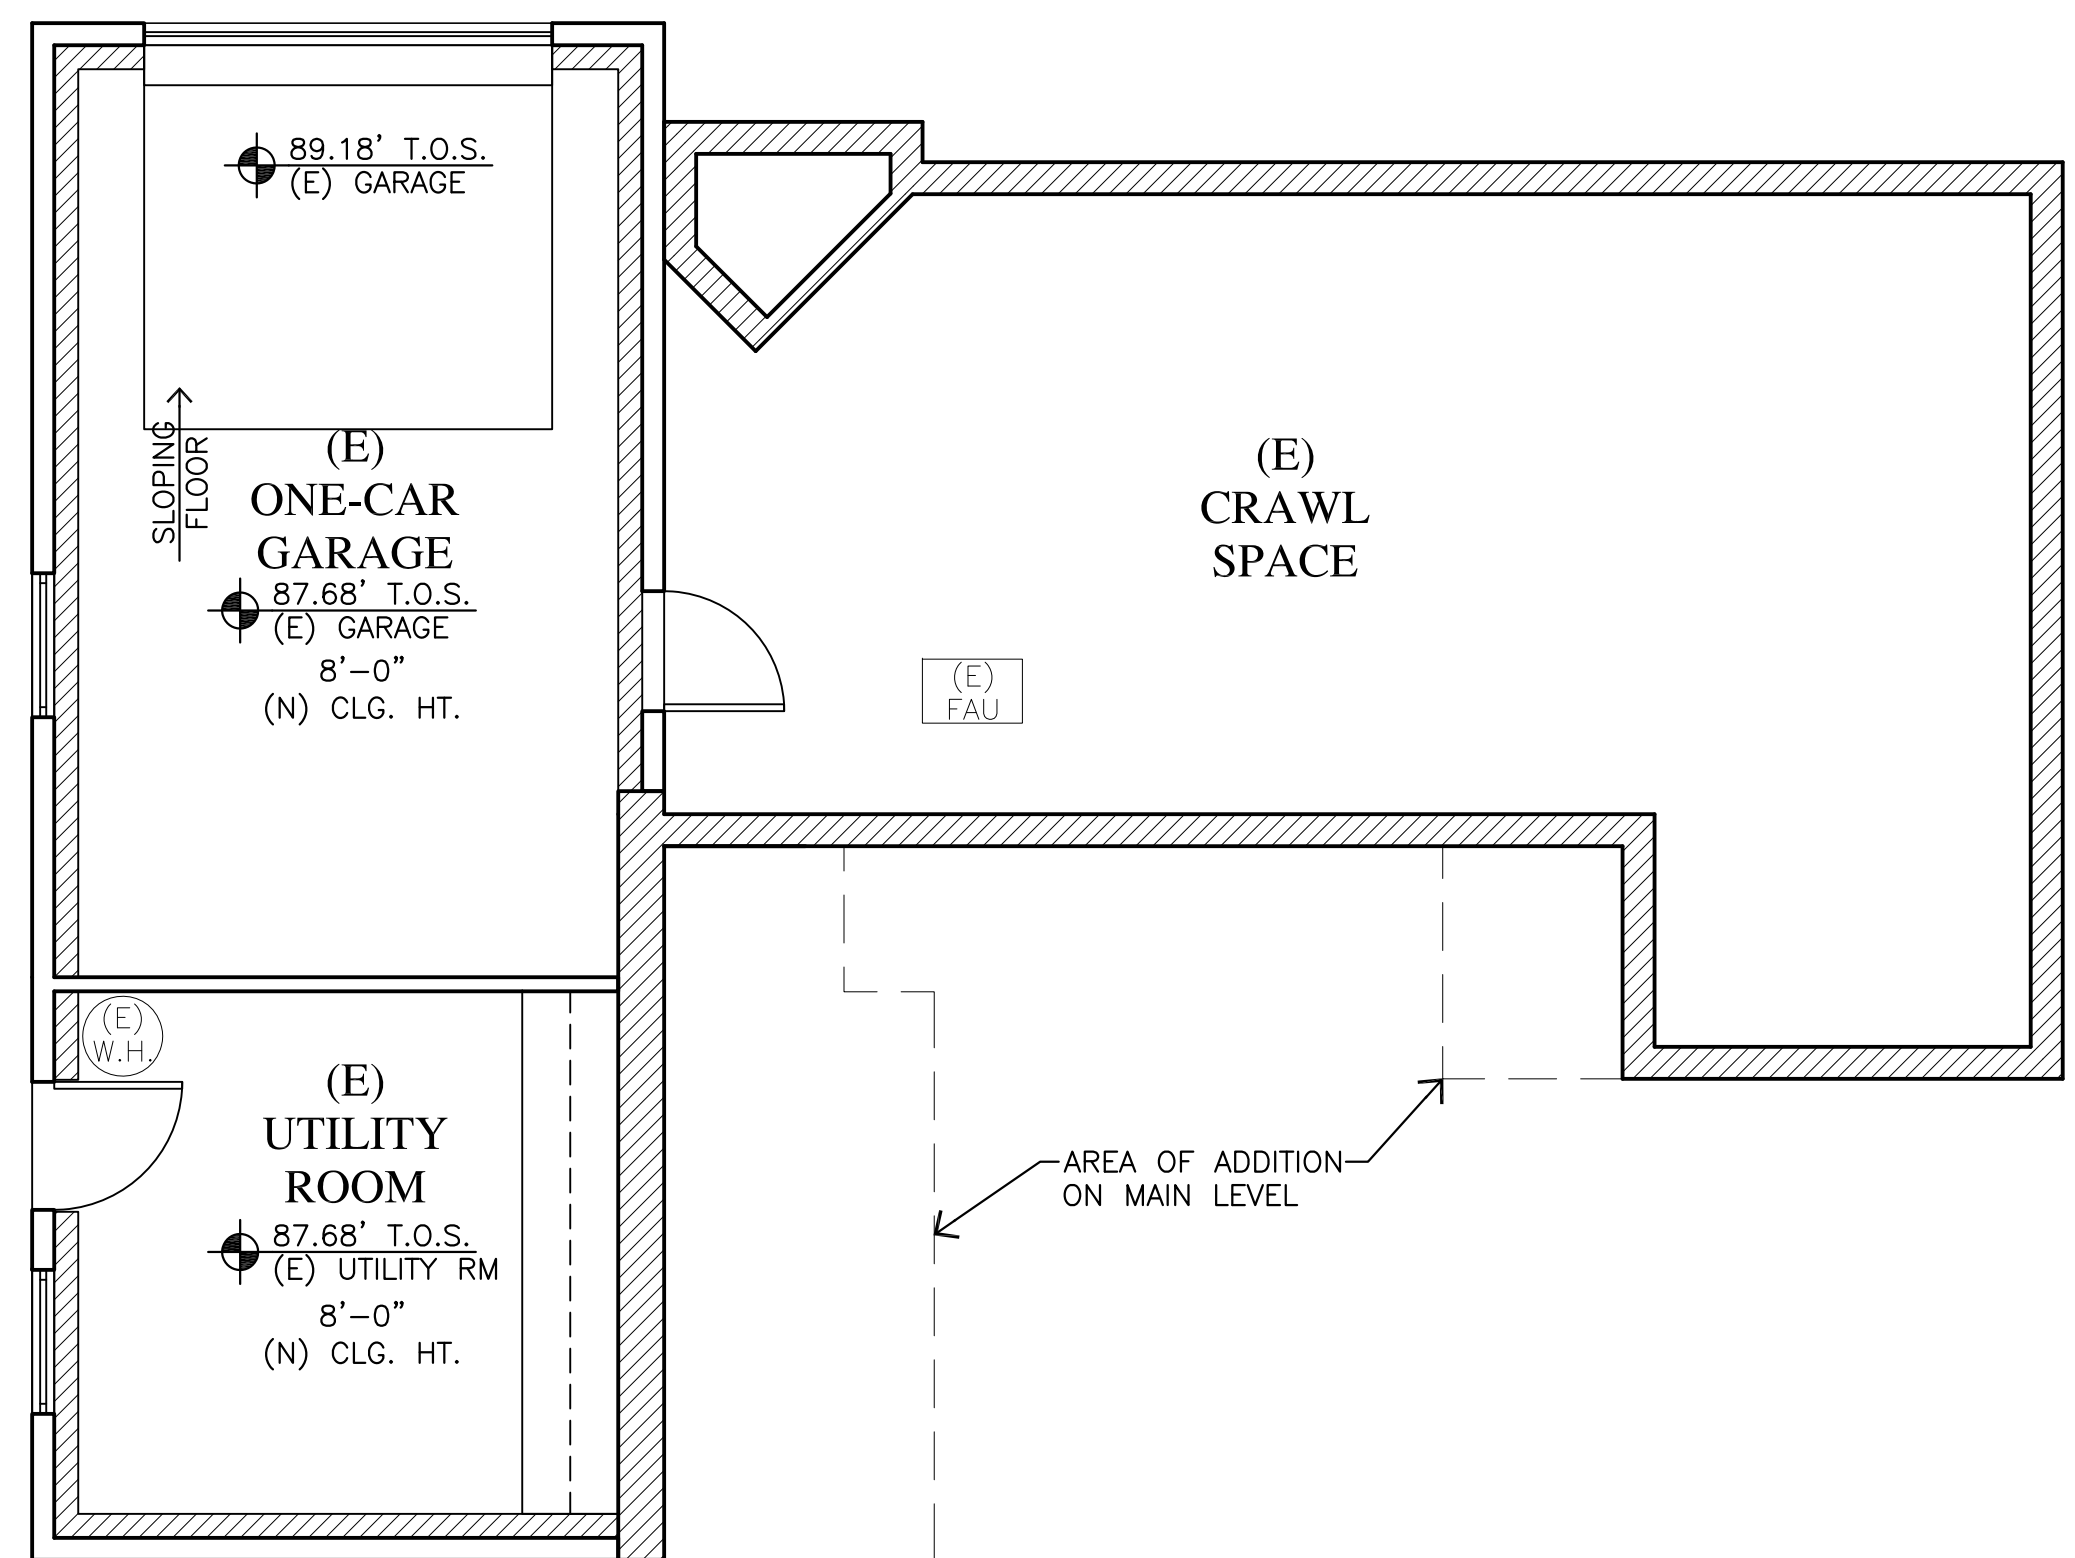 89.18' T.O.S.
(E) GARAGE
SLOPING
FLOOR
(E)
ONE-CAR
GARAGE
87.68' T.O.S.
(E) GARAGE
8'-0"
(N) CLG. HT.
(E)
CRAWL
SPACE
(E)
FAU
(E)
W.H.
(E)
UTILITY
ROOM
87.68' T.O.S.
(E) UTILITY RM
8'-0"
(N) CLG. HT.
AREA OF ADDITION
ON MAIN LEVEL